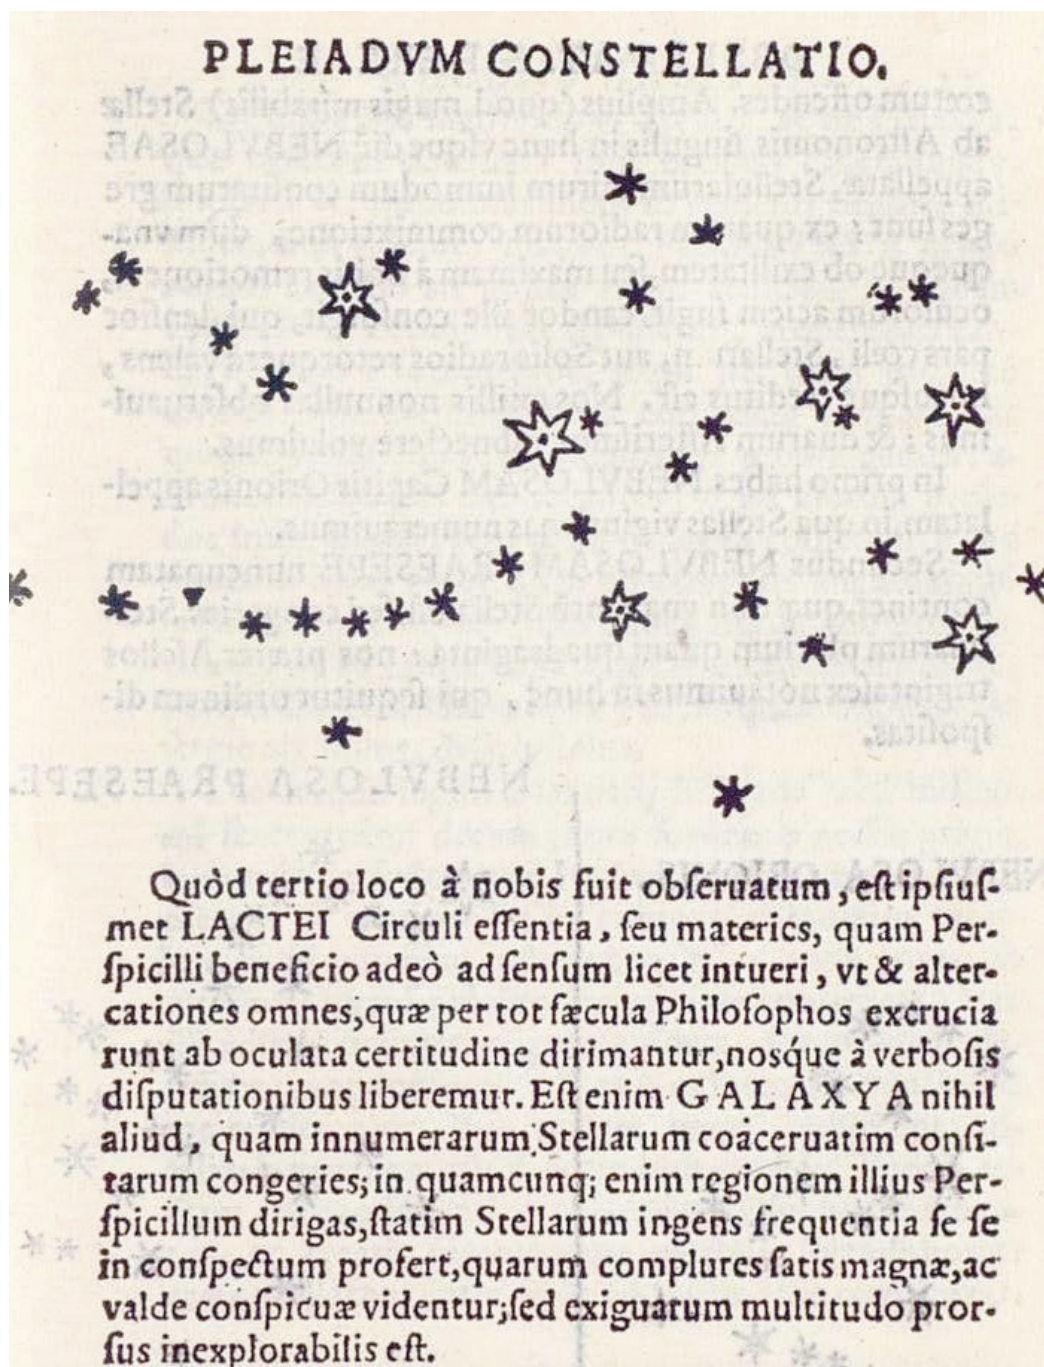 PLEIADVM CONSTELLATIO.
Quòd tertio loco à nobis fuit obſeruatum, eſt ipſiuſ-
met LACTEI Circuli eſſentia, ſeu materies, quam Per-
ſpicilli beneficio adeò ad ſenſum licet intueri, vt & alter-
cationes omnes, quæ per tot ſæcula Philoſophos excrucia
runt ab oculata certitudine dirimantur, nosq́ue à verboſis
diſputationibus liberemur. Eſt enim GALAXYA nihil
aliud, quam innumerarum Stellarum coaceruatim conſi-
tarum congeries; in quamcunq; enim regionem illius Per-
ſpicillum dirigas, ſtatim Stellarum ingens frequentia ſe ſe
in conſpectum profert, quarum complures ſatis magnæ, ac
valde conſpicuæ videntur; ſed exiguarum multitudo pror-
ſus inexplorabilis eſt.